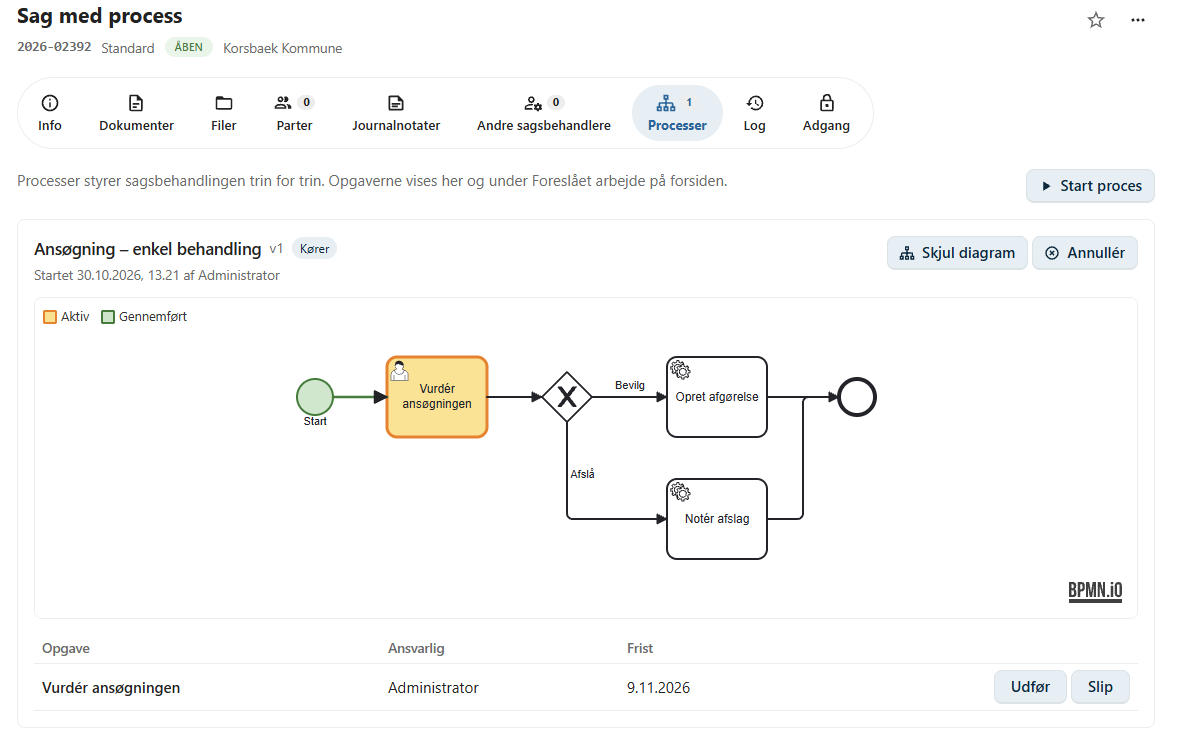 Sag med process
2026-02392 Standard ÅBEN Korsbaek Kommune
Info
Dokumenter
Filer
0
Parter
Journalnotater
0
Andre sagsbehandlere
1
Processer
Log
Adgang
Processer styrer sagsbehandlingen trin for trin. Opgaverne vises her og under Foreslået arbejde på forsiden.
Start proces
Ansøgning – enkel behandling v1 Kører
Skjul diagram
Annullér
Startet 30.10.2026, 13.21 af Administrator
Aktiv Gennemført
Start
Vurdér
ansøgningen
X
Bevilg
Opret afgørelse
Afslå
Notér afslag
BPMN.iO
Opgave Ansvarlig Frist
Vurdér ansøgningen Administrator 9.11.2026 Udfør Slip